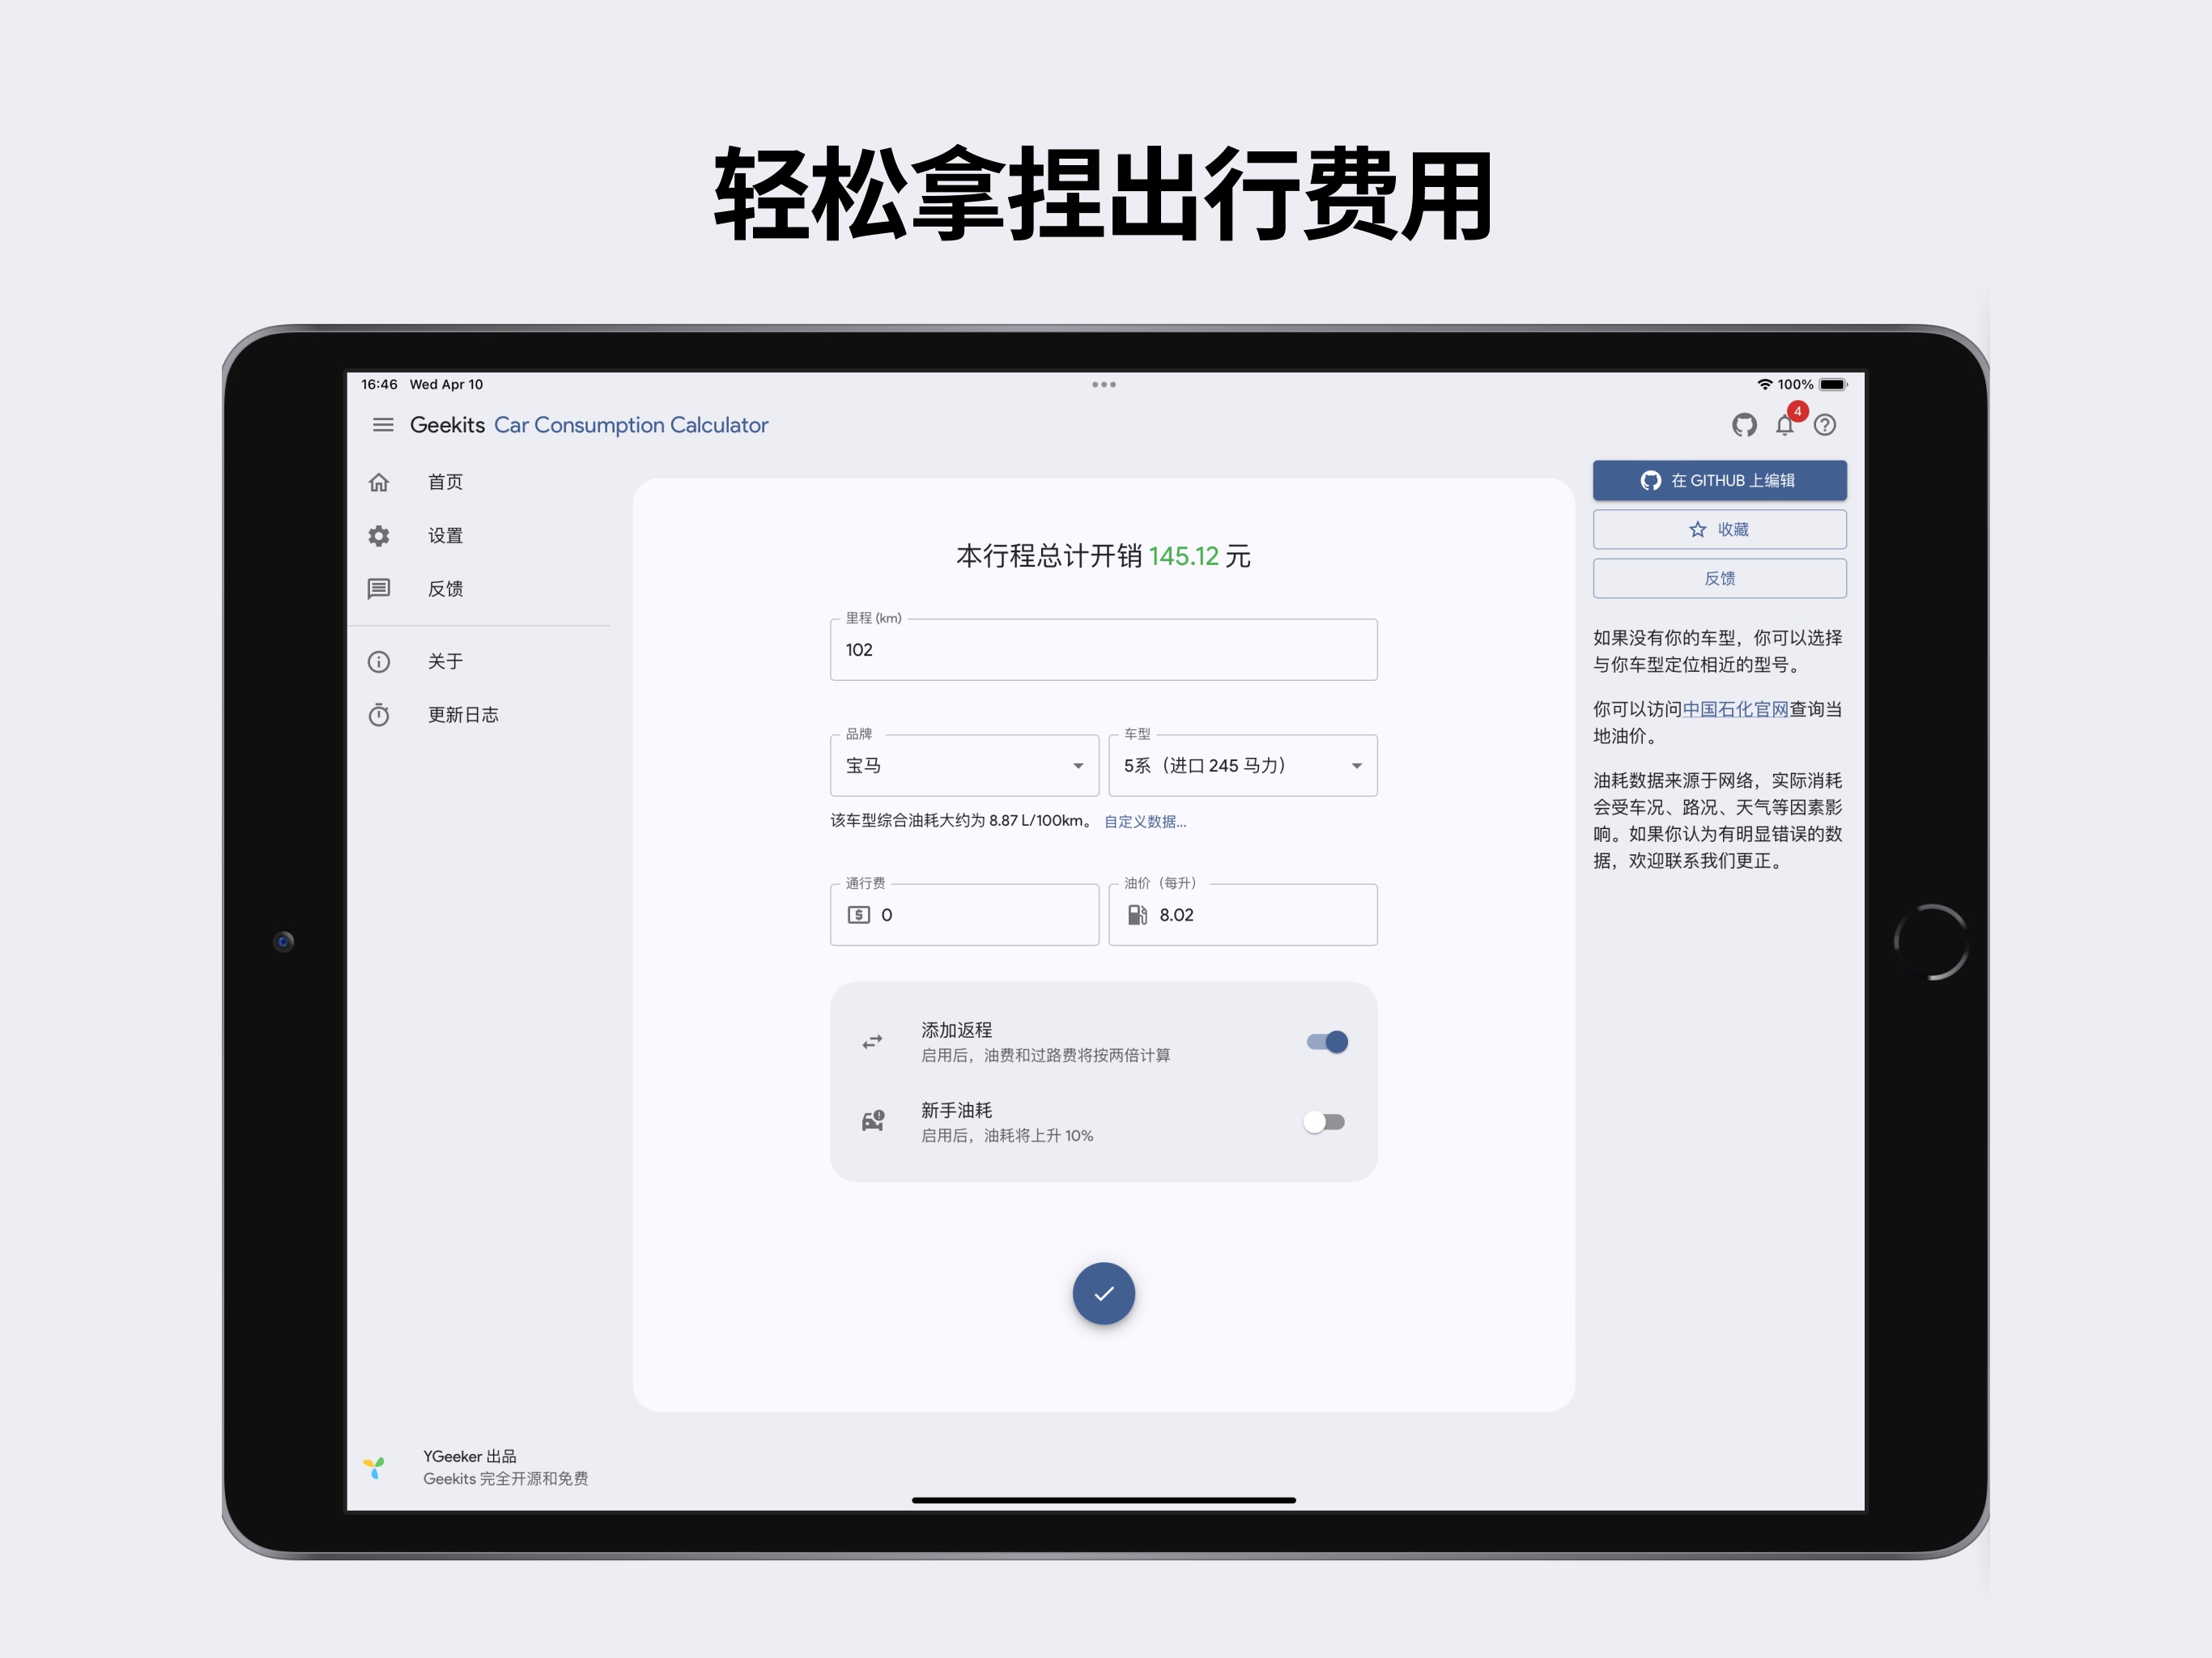 轻松拿捏出行费用
16:46 Wed Apr 10
100%
Geekits Car Consumption Calculator
4
首页
设置
反馈
关于
更新日志
YGeeker 出品
Geekits 完全开源和免费
本行程总计开销 145.12 元
里程 (km)
102
品牌
宝马
车型
5系（进口 245 马力）
该车型综合油耗大约为 8.87 L/100km。 自定义数据...
通行费
0
油价（每升）
8.02
添加返程
启用后，油费和过路费将按两倍计算
新手油耗
启用后，油耗将上升 10%
在 GITHUB 上编辑
收藏
反馈
如果没有你的车型，你可以选择
与你车型定位相近的型号。
你可以访问中国石化官网查询当
地油价。
油耗数据来源于网络，实际消耗
会受车况、路况、天气等因素影
响。如果你认为有明显错误的数
据，欢迎联系我们更正。